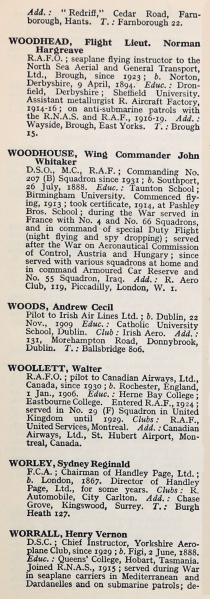 Add.: " Redriff," Cedar Road, Farn-
borough, Hants. T.: Farnborough 22.
WOODHEAD, Flight Lieut. Norman
Hargreave
R.A.F.O.; seaplane flying instructor to the
North Sea Aerial and General Transport,
Ltd., Brough, since 1923; b. Norton,
Derbyshire, 9 April, 1894. Educ.: Dron-
field, Derbyshire; Sheffield University.
Assistant metallurgist R. Aircraft Factory,
1914-16; on anti-submarine patrols with
the R.N.A.S. and R.A.F., 1916-19. Add.:
Wayside, Brough, East Yorks. T.: Brough
15.
WOODHOUSE, Wing Commander John
Whitaker
D.S.O., M.C., R.A.F.; Commanding No.
207 (B) Squadron since 1931; b. Southport,
26 July, 1888. Educ.: Taunton School;
Birmingham University. Commenced fly-
ing, 1913; took certificate, 1914, at Pashley
Bros. School; during the War served in
France with No. 4 and No. 66 Squadrons,
and in command of special Duty Flight
(night flying and spy dropping); served
after the War on Aeronautical Commission
of Control, Austria and Hungary; since
served with various squadrons at home and
in command Armoured Car Reserve and
No. 55 Squadron, Iraq. Add.: R. Aero
Club, 119, Piccadilly, London, W. 1.
WOODS, Andrew Cecil
Pilot to Irish Air Lines Ltd.; b. Dublin, 22
Nov., 1909 Educ.: Catholic University
School, Dublin. Club: Irish Aero. Add.:
131, Morehampton Road, Donnybrook,
Dublin. T.: Ballsbridge 806.
WOOLLETT, Walter
R.A.F.O.; pilot to Canadian Airways, Ltd.,
Canada, since 1930; b. Rochester, England,
1 Jan., 1906. Educ.: Herne Bay College;
Eastbourne College. Entered R.A.F., 1924;
served in No. 29 (F) Squadron in United
Kingdom until 1929. Clubs: R.A.F.,
United Services, Montreal. Add.: Canadian
Airways, Ltd., St. Hubert Airport, Mon-
treal, Canada.
WORLEY, Sydney Reginald
F.C.A.; Chairman of Handley Page, Ltd.;
b. London, 1867. Director of Handley
Page, Ltd., for some years. Clubs: R.
Automobile, City Carlton. Add.: Chase
Grove, Kingswood, Surrey. T.: Burgh
Heath 127.
WORRALL, Henry Vernon
D.S.C.; Chief Instructor, Yorkshire Aero-
plane Club, since 1929; b. Figi, 2 June, 1888.
Educ.: Queens' College, Hobart, Tasmania.
Joined R.N.A.S., 1915; served during War
in seaplane carriers in Mediterranean and
Dardanelles and on submarine patrols; de-